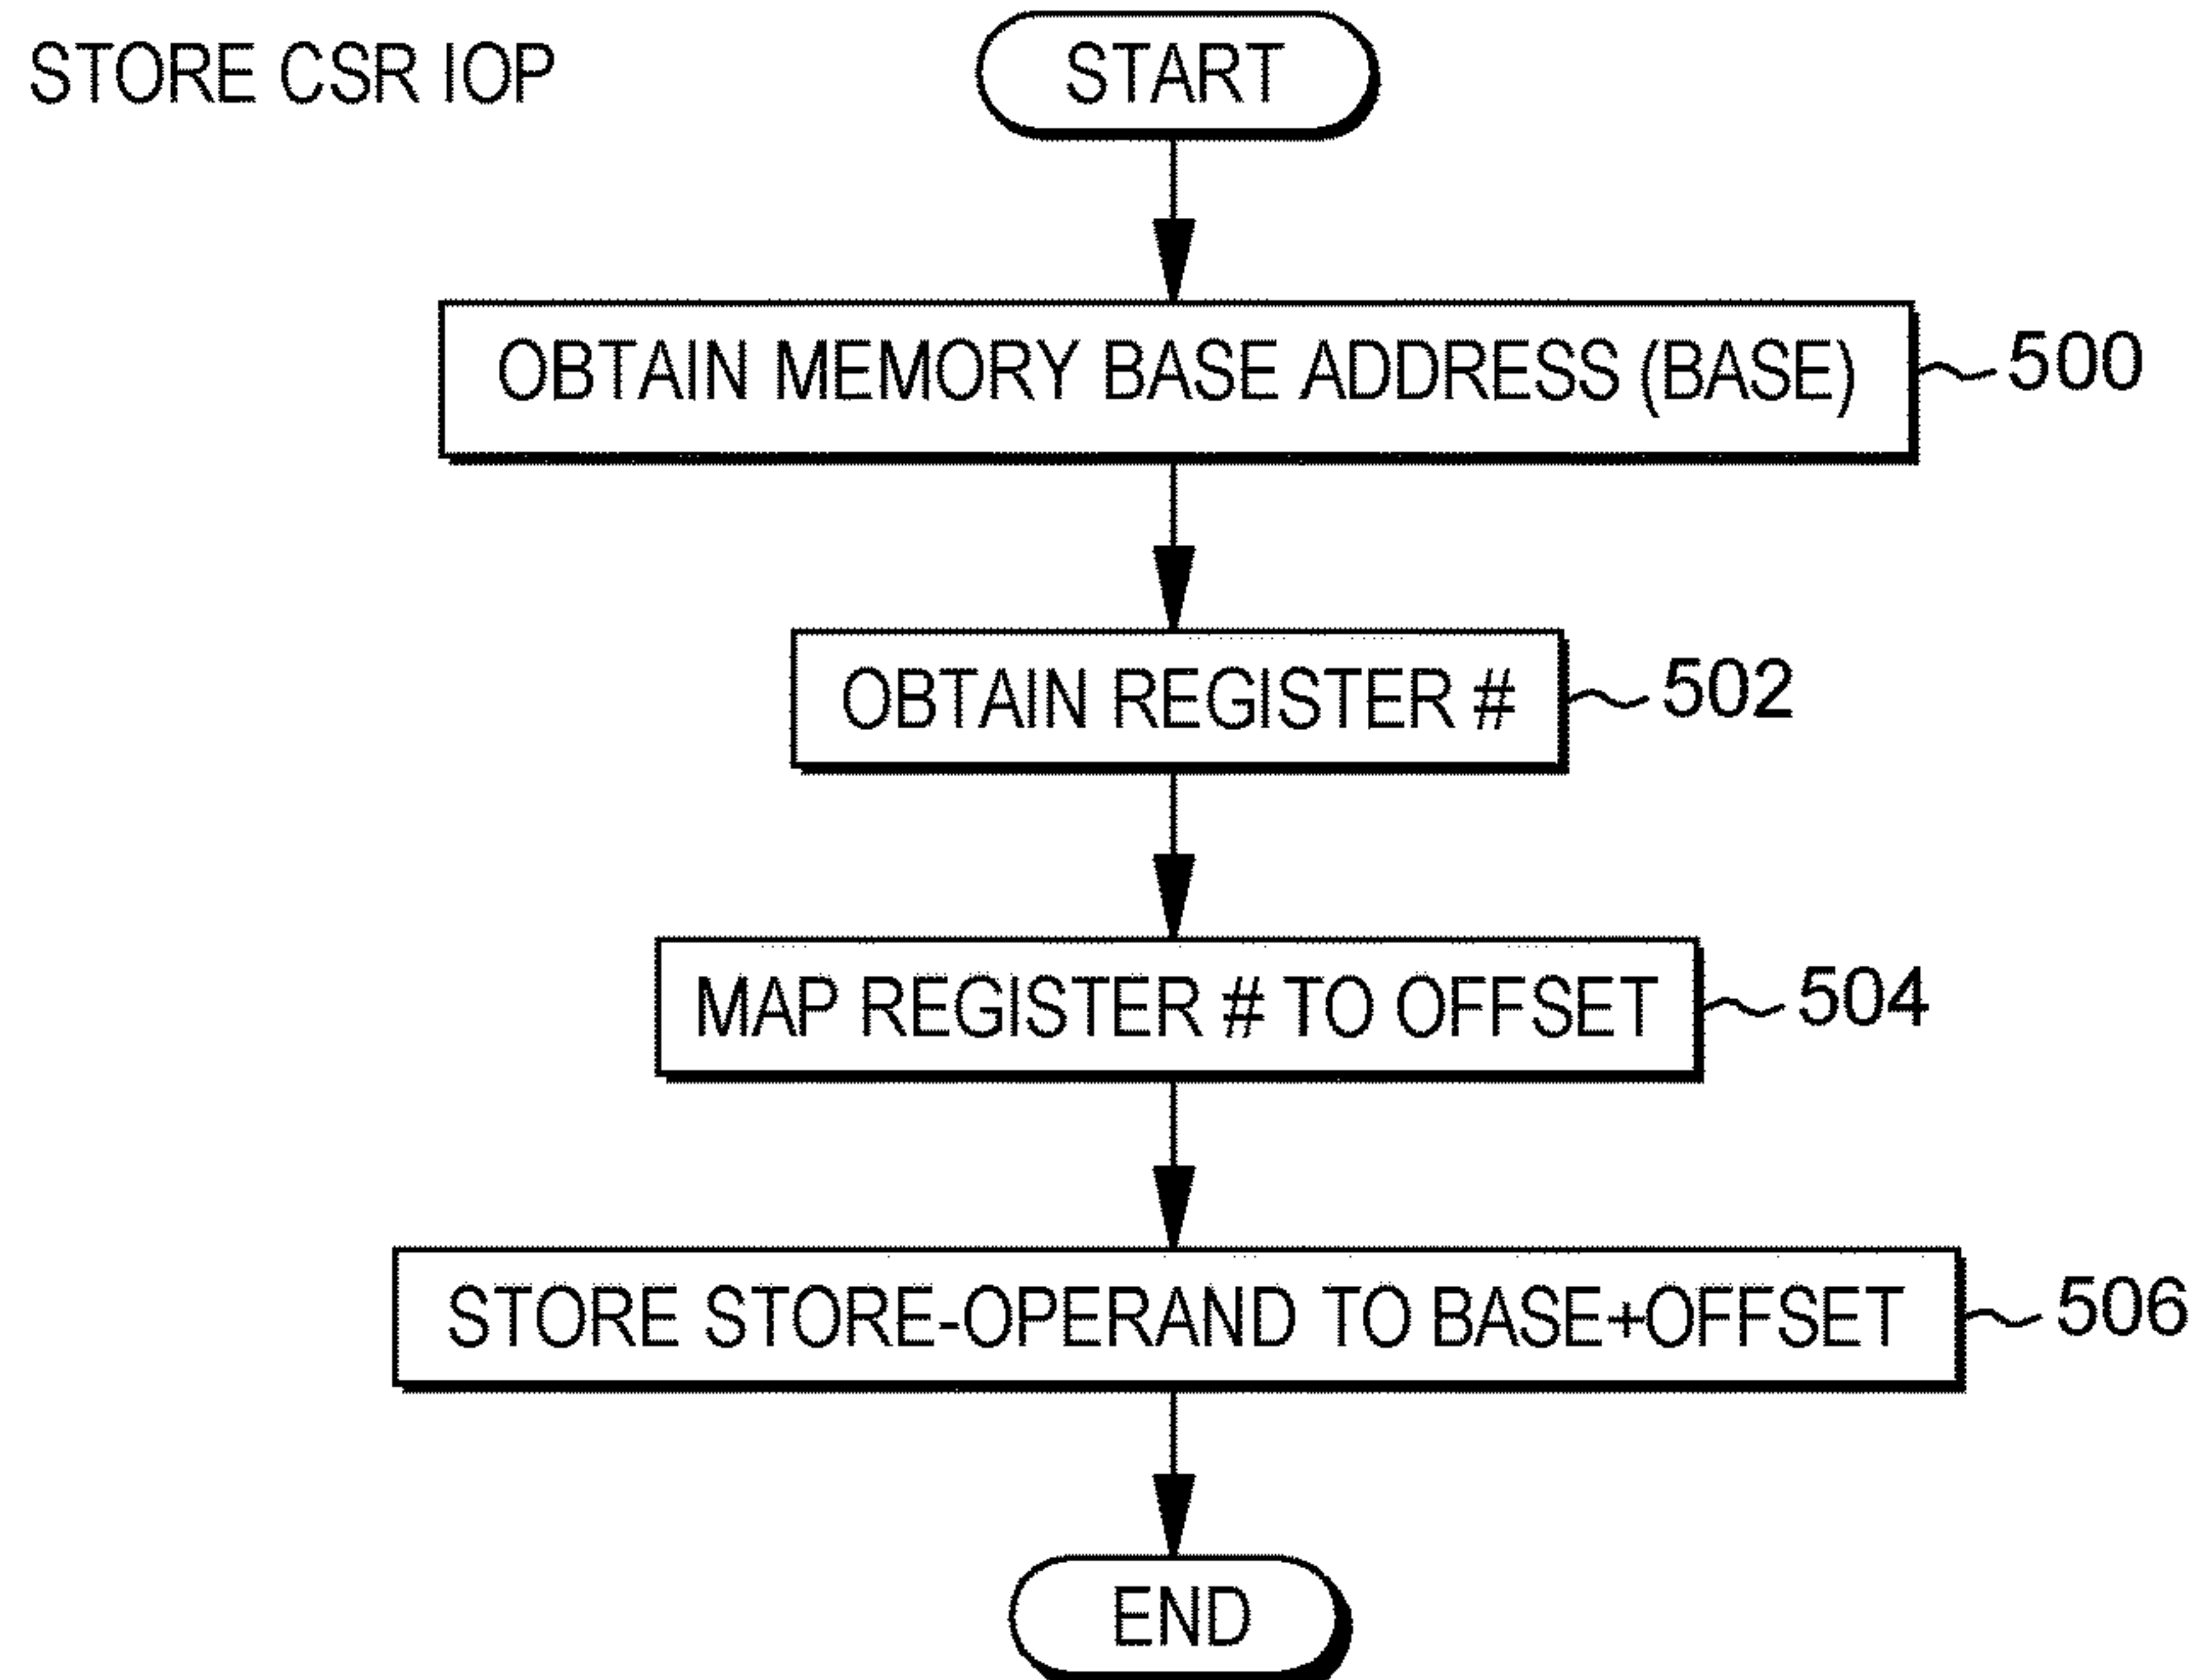 STORE CSR IOP
START
OBTAIN MEMORY BASE ADDRESS (BASE)
500
OBTAIN REGISTER #
502
MAP REGISTER # TO OFFSET
504
STORE STORE-OPERAND TO BASE+OFFSET
506
END